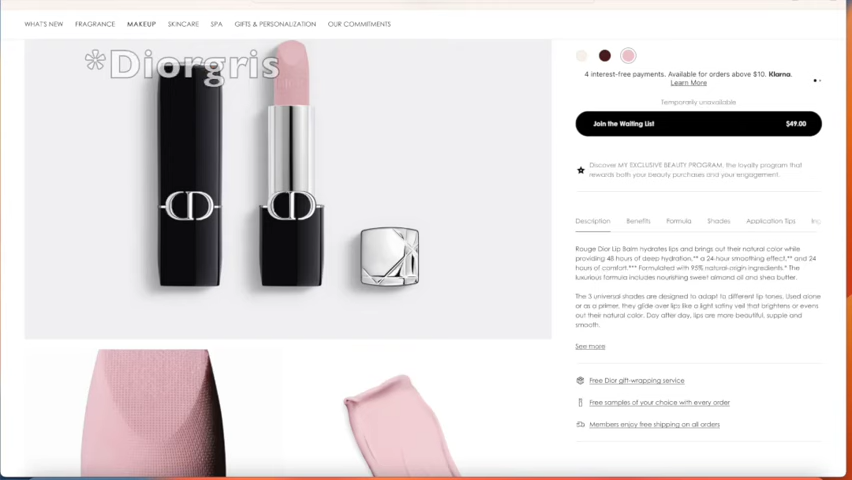 WHAT'S NEW FRAGRANCE MAKEUP SKINCARE SPA GIFTS & PERSONALIZATION OUR COMMITMENTS
*Diorgris
4 interest-free payments. Available for orders above $10. Klarna.
Learn More
Temporarily unavailable
Join the Waiting List $49.00
Discover MY EXCLUSIVE BEAUTY PROGRAM, the loyalty program that
rewards both your beauty purchases and your engagement.
Description Benefits Formula Shades Application Tips
Rouge Dior Lip Balm hydrates lips and brings out their natural color while
providing 48 hours of deep hydration,** a 24-hour smoothing effect,** and 24
hours of comfort.*** Formulated with 95% natural-origin ingredients.* The
luxurious formula includes nourishing sweet almond oil and shea butter.
The 3 universal shades are designed to adapt to different lip tones. Used alone
or as a primer, they glide over lips like a light satiny veil that brightens or evens
out their natural color. Day after day, lips are more beautiful, supple and
smooth.
See more
Free Dior gift-wrapping service
Free samples of your choice with every order
Members enjoy free shipping on all orders
CD
CD